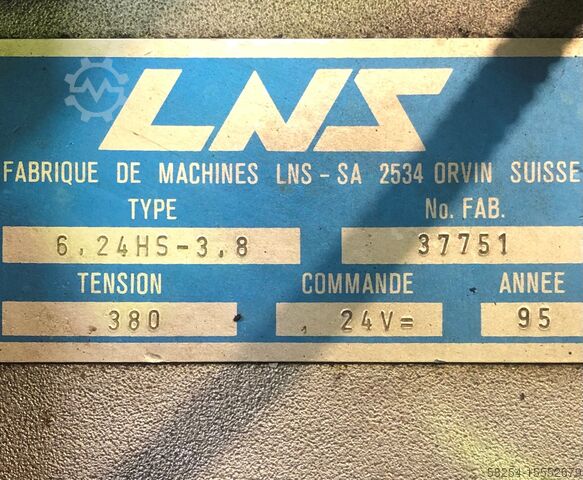 LNS
FABRIQUE DE MACHINES LNS-SA 2534 ORVIN SUISSE
TYPE No. FAB.
6,24HS-3,8 37751
TENSION COMMANDE ANNEE
380 24V= 95